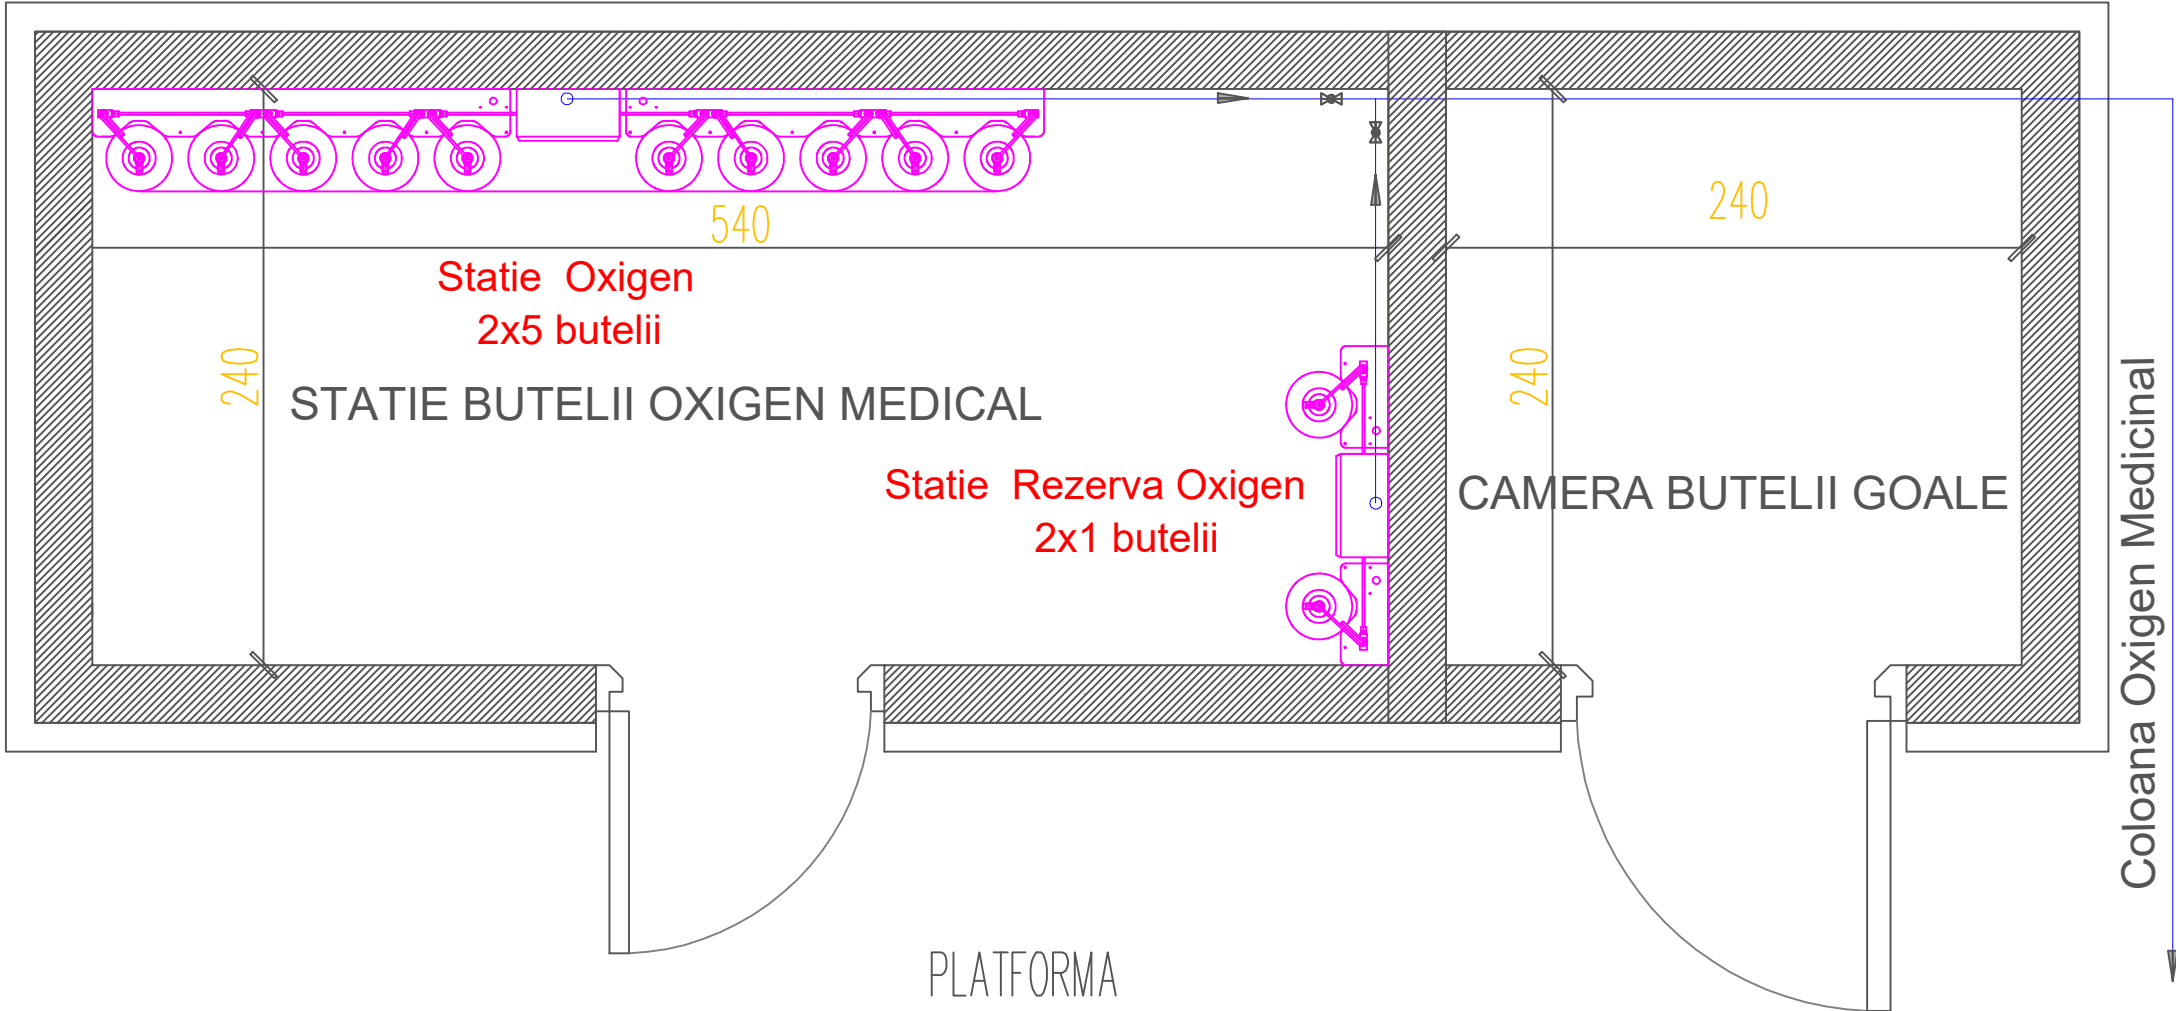 540
240
Statie Oxigen
2x5 butelii
240
240
STATIE BUTELII OXIGEN MEDICAL
Statie Rezerva Oxigen
2x1 butelii
CAMERA BUTELII GOALE
Coloana Oxigen Medicinal
PLATFORMA